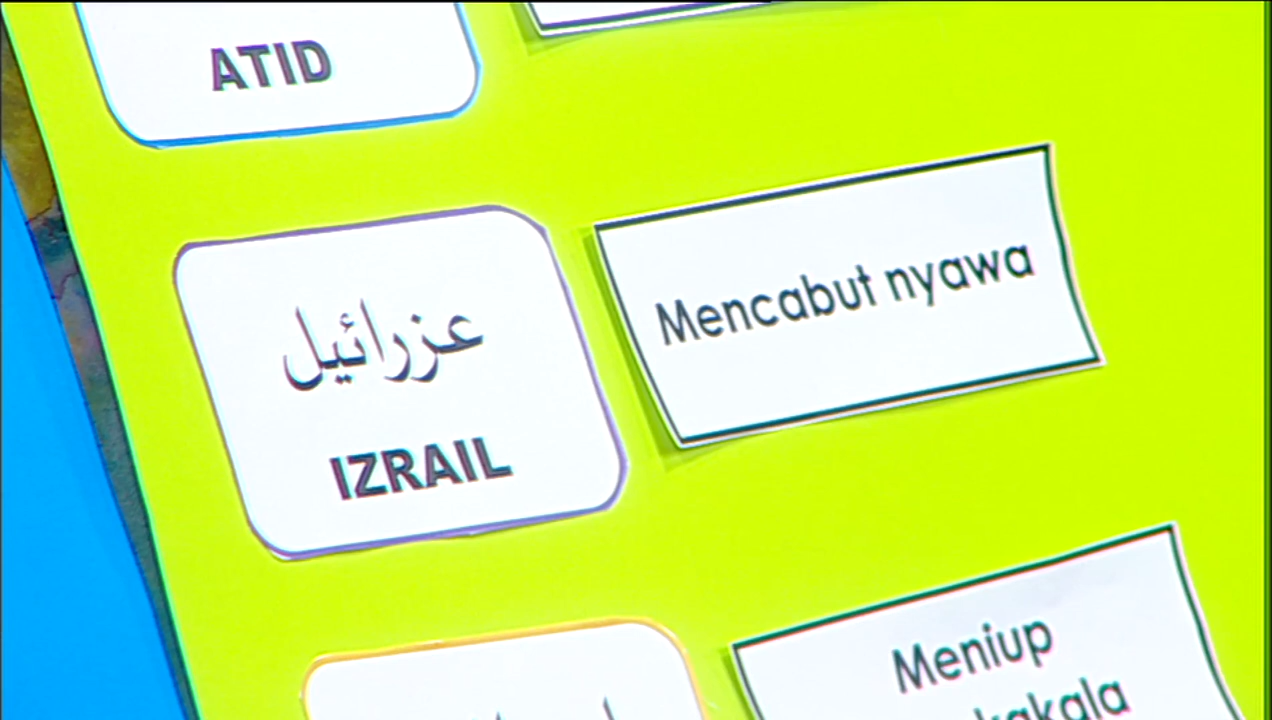 ATID
عزرائيل
IZRAIL
Mencabut nyawa
Meniup